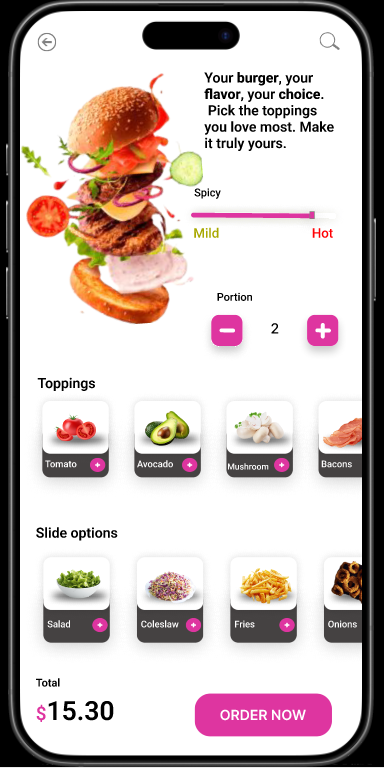 Your burger, your
flavor, your choice.
Pick the toppings
you love most. Make
it truly yours.
Spicy
Mild Hot
Portion
2
Toppings
Tomato Avocado Mushroom Bacons
Slide options
Salad Coleslaw Fries Onions
Total
$15.30
ORDER NOW